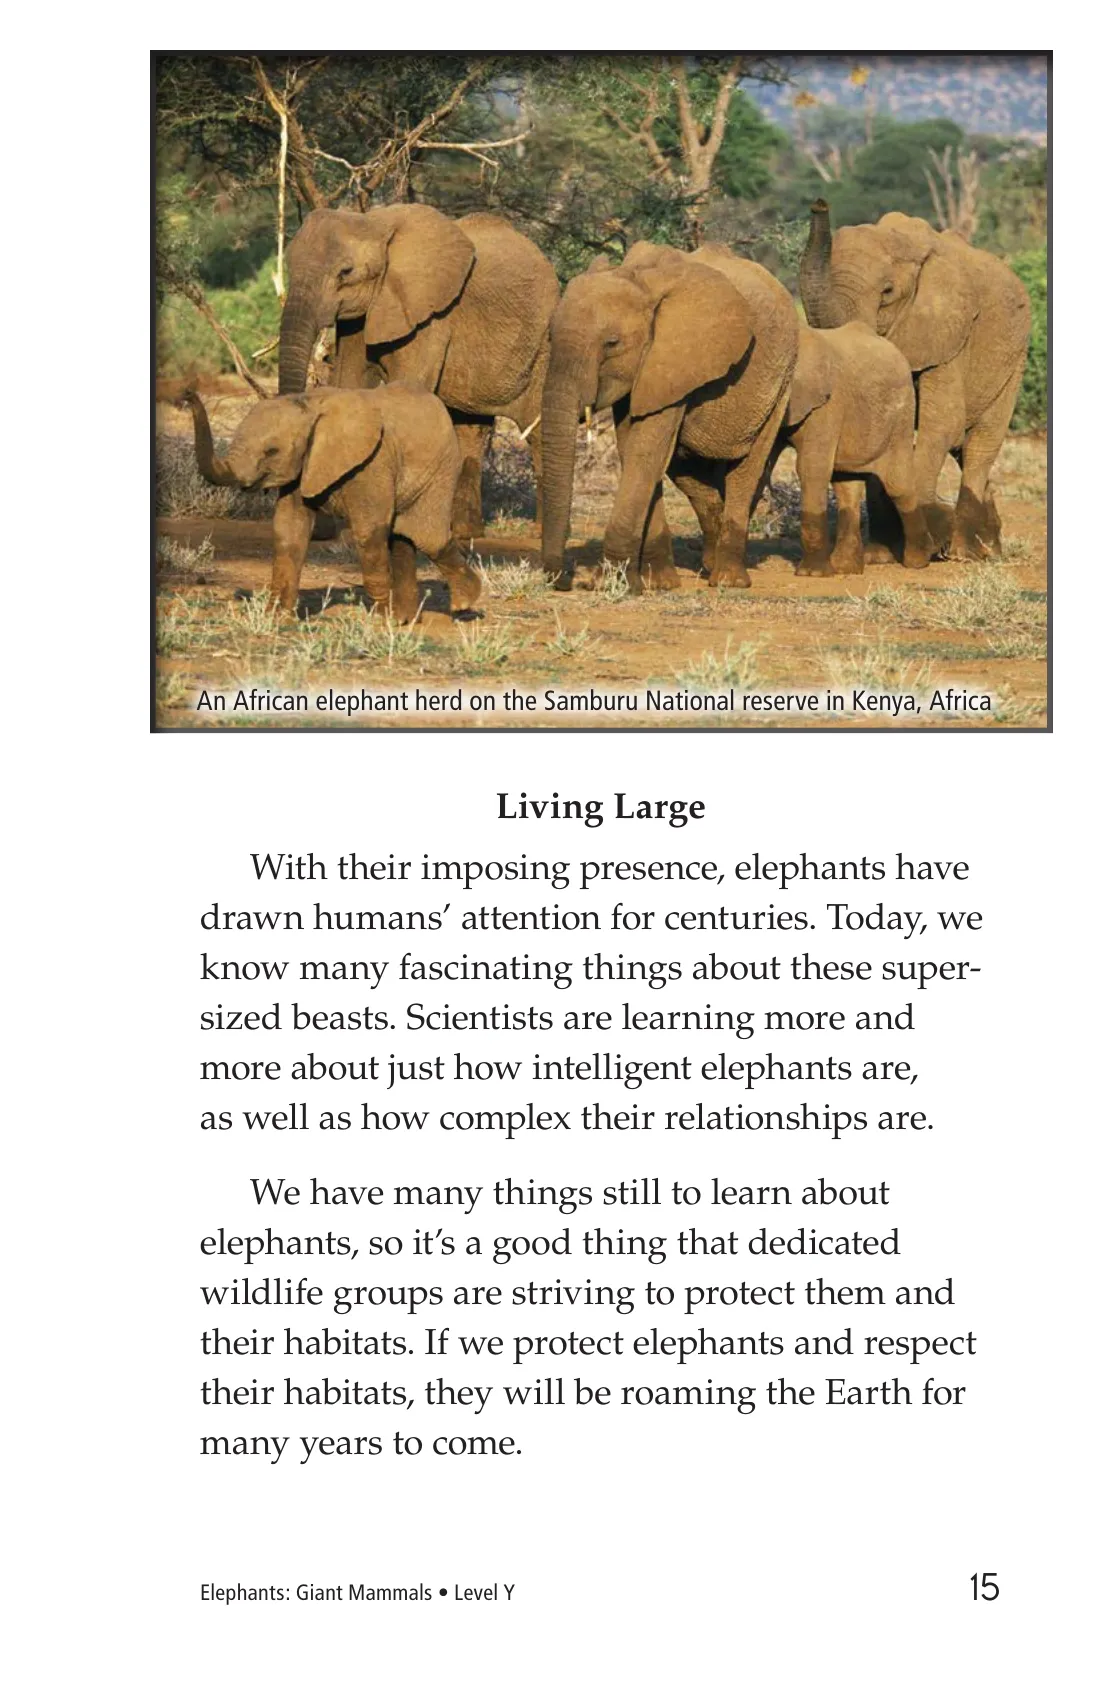 An African elephant herd on the Samburu National reserve in Kenya, Africa
Living Large
With their imposing presence, elephants have
drawn humans’ attention for centuries. Today, we
know many fascinating things about these super-
sized beasts. Scientists are learning more and
more about just how intelligent elephants are,
as well as how complex their relationships are.
We have many things still to learn about
elephants, so it’s a good thing that dedicated
wildlife groups are striving to protect them and
their habitats. If we protect elephants and respect
their habitats, they will be roaming the Earth for
many years to come.
Elephants: Giant Mammals • Level Y
15